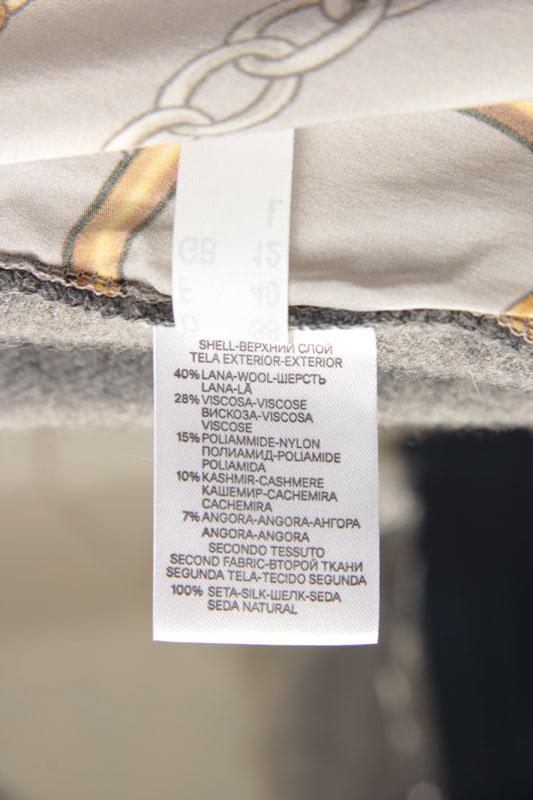 SHELL-ВЕРХНИЙ СЛОЙ
TELA EXTERIOR-EXTERIOR
40% LANA-WOOL-ШЕРСТЬ
LANA-LÃ
28% VISCOSA-VISCOSE
ВИСКОЗА-VISCOSA
VISCOSE
15% POLIAMMIDE-NYLON
ПОЛИАМИД-POLIAMIDE
POLIAMIDA
10% KASHMIR-CASHMERE
КАШЕМИР-CACHEMIRA
CACHEMIRA
7% ANGORA-ANGORA-АНГОРА
ANGORA-ANGORA
SECONDO TESSUTO
SECOND FABRIC-ВТОРОЙ ТКАНИ
SEGUNDA TELA-TECIDO SEGUNDA
100% SETA-SILK-ШЕЛК-SEDA
SEDA NATURAL